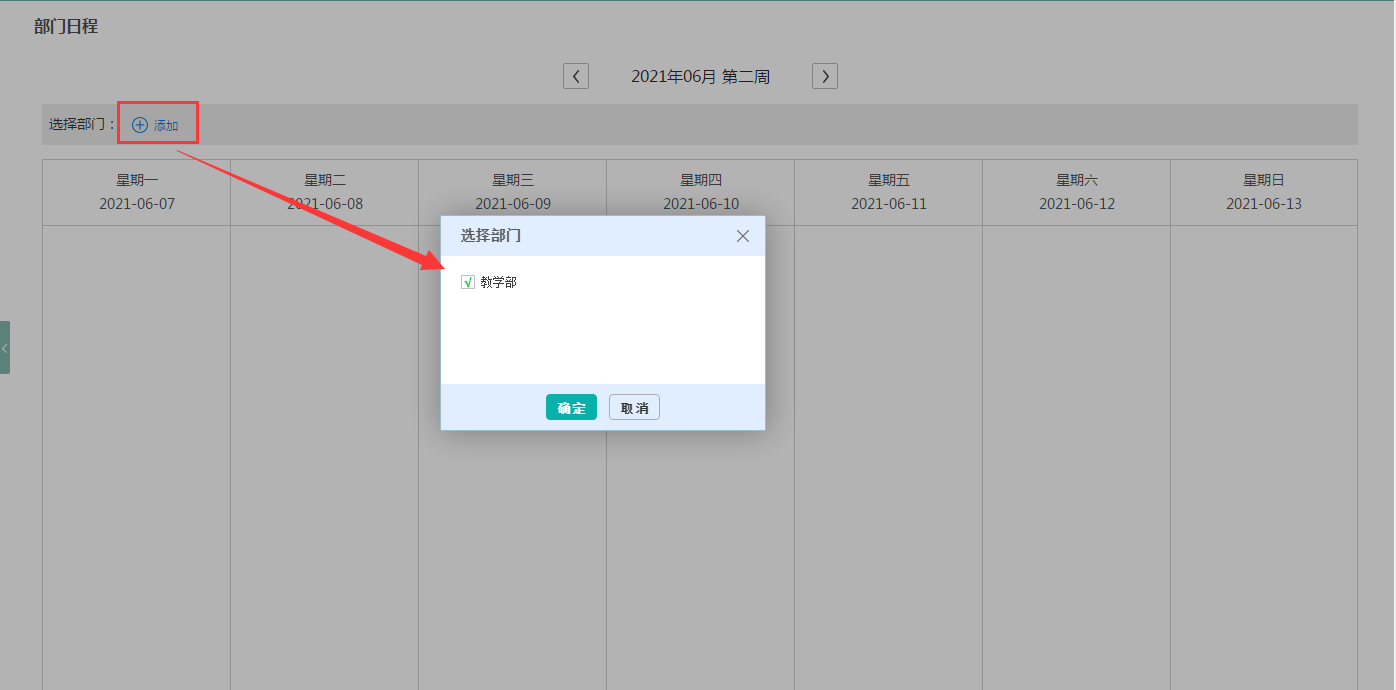 部门日程
2021年06月 第二周
选择部门： 添加
星期一 星期二 星期三 星期四 星期五 星期六 星期日
2021-06-07 2021-06-08 2021-06-09 2021-06-10 2021-06-11 2021-06-12 2021-06-13
选择部门
教学部
确定 取消